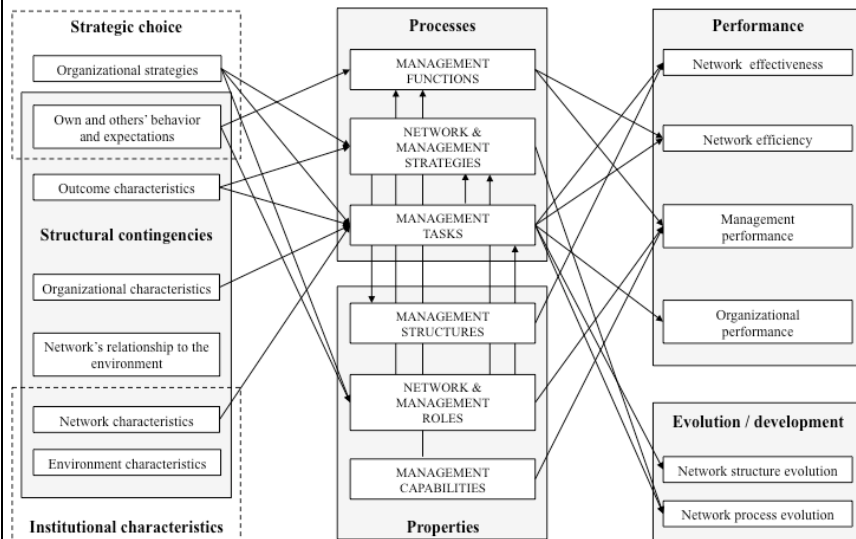 Strategic choice
Organizational strategies
Own and others’ behavior
and expectations
Outcome characteristics
Structural contingencies
Organizational characteristics
Network’s relationship to the
environment
Network characteristics
Environment characteristics
Institutional characteristics
Processes
MANAGEMENT
FUNCTIONS
NETWORK &
MANAGEMENT
STRATEGIES
MANAGEMENT
TASKS
MANAGEMENT
STRUCTURES
NETWORK &
MANAGEMENT
ROLES
MANAGEMENT
CAPABILITIES
Properties
Performance
Network effectiveness
Network efficiency
Management
performance
Organizational
performance
Evolution / development
Network structure evolution
Network process evolution